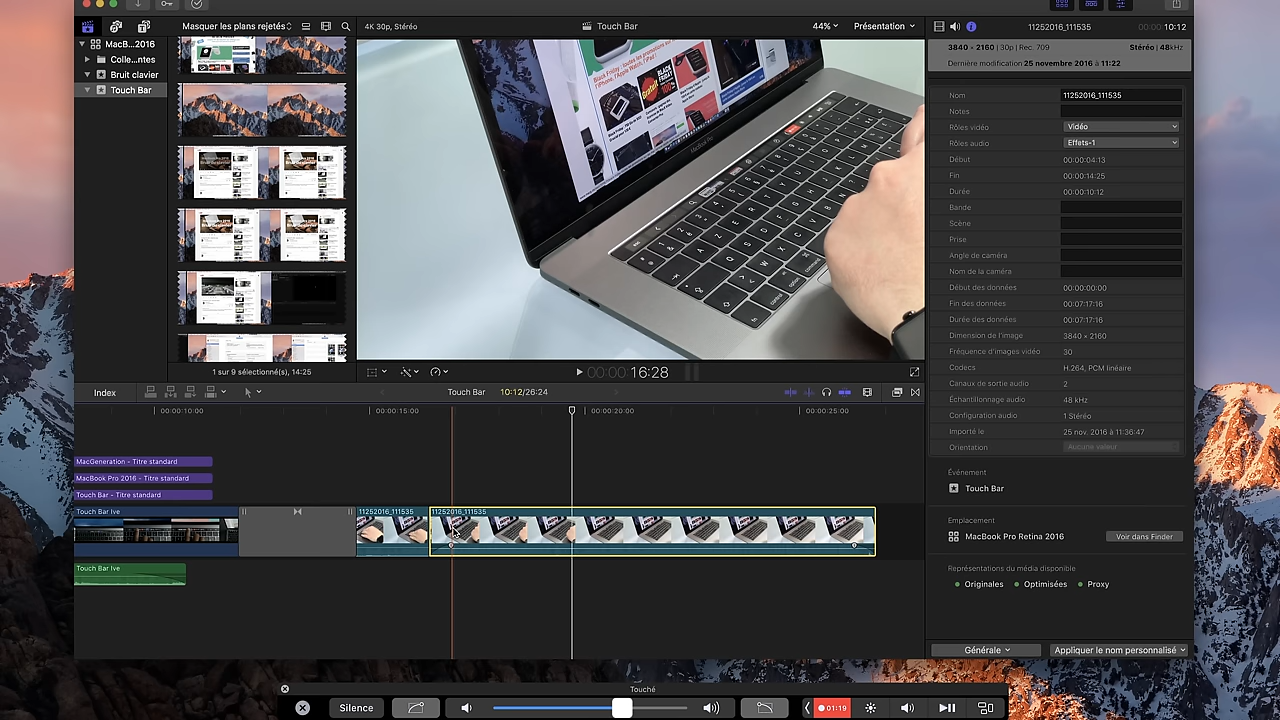 Masquer les plans rejetés
4K 30p, Stéréo
Touch Bar
44%
Présentation
11252016_111535
00:00:10:12
MacB...2016
Colle...ents
Bruit clavier
Touch Bar
3840 × 2160 | 30p | Rec. 709
Stéréo | 48kHz
Dernière modification 25 novembre 2016 à 11:22
Nom 11252016_111535
Notes
Rôles vidéo Vidéo
Rôles audio Effets-1
Début
Fin 00:00:14:25
Durée 00:00:10:12
Bande
Scène
Prise
Angle de caméra
Nom de la caméra
Début des données 00:00:00:00
Fin des données 00:07:17:16
Durée des données 00:07:17:16
Dimension de l'image 3840 × 2160
Fréquence d'images vidéo 30
Codecs H.264, PCM linéaire
Canaux de sortie audio 2
Échantillonnage audio 48 kHz
Configuration audio 1 Stéréo
Importé le 25 nov. 2016 à 11:36:47
Orientation Aucune valeur
Événement
Touch Bar
Emplacement
MacBook Pro Retina 2016
Représentations du média disponible
Originales Optimisées Proxy
Générale
Appliquer le nom personnalisé
1 sur 9 sélectionné(s), 14:25
00:00:16:28
Index
Touch Bar
10:12/26:24
00:00:10:00
00:00:15:00
00:00:20:00
00:00:25:00
MacGeneration - Titre standard
MacBook Pro 2016 - Titre standard
Touch Bar - Titre standard
Touch Bar Ive
11252016_111535
11252016_111535
Touch Bar Ive
Touché
Silence
01:19